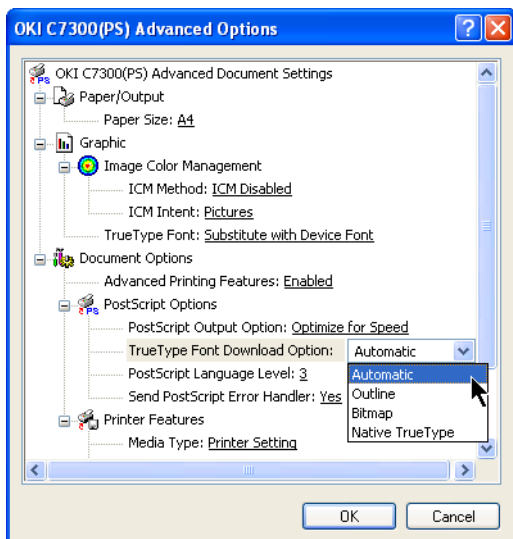 OKI C7300(PS) Advanced Options
OKI C7300(PS) Advanced Document Settings
Paper/Output
Paper Size: A4
Graphic
Image Color Management
ICM Method: ICM Disabled
ICM Intent: Pictures
TrueType Font: Substitute with Device Font
Document Options
Advanced Printing Features: Enabled
PostScript Options
PostScript Output Option: Optimize for Speed
TrueType Font Download Option: Automatic
Automatic
PostScript Language Level: 3
Outline
Send PostScript Error Handler: Yes
Bitmap
Printer Features
Native TrueType
Media Type: Printer Setting
OK Cancel